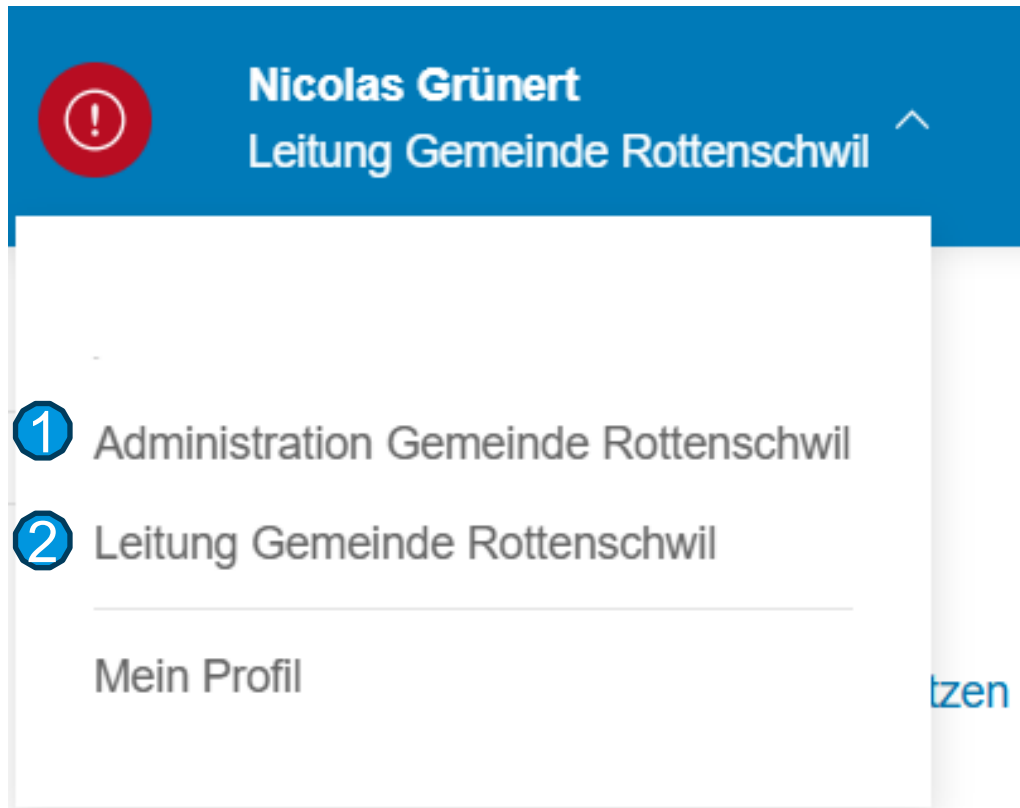 Nicolas Grünert
Leitung Gemeinde Rottenschwil
1 Administration Gemeinde Rottenschwil
2 Leitung Gemeinde Rottenschwil
Mein Profil
tzen